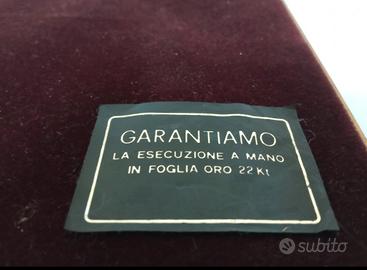 GARANTIAMO
LA ESECUZIONE A MANO
IN FOGLIA ORO 22 Kt
subito